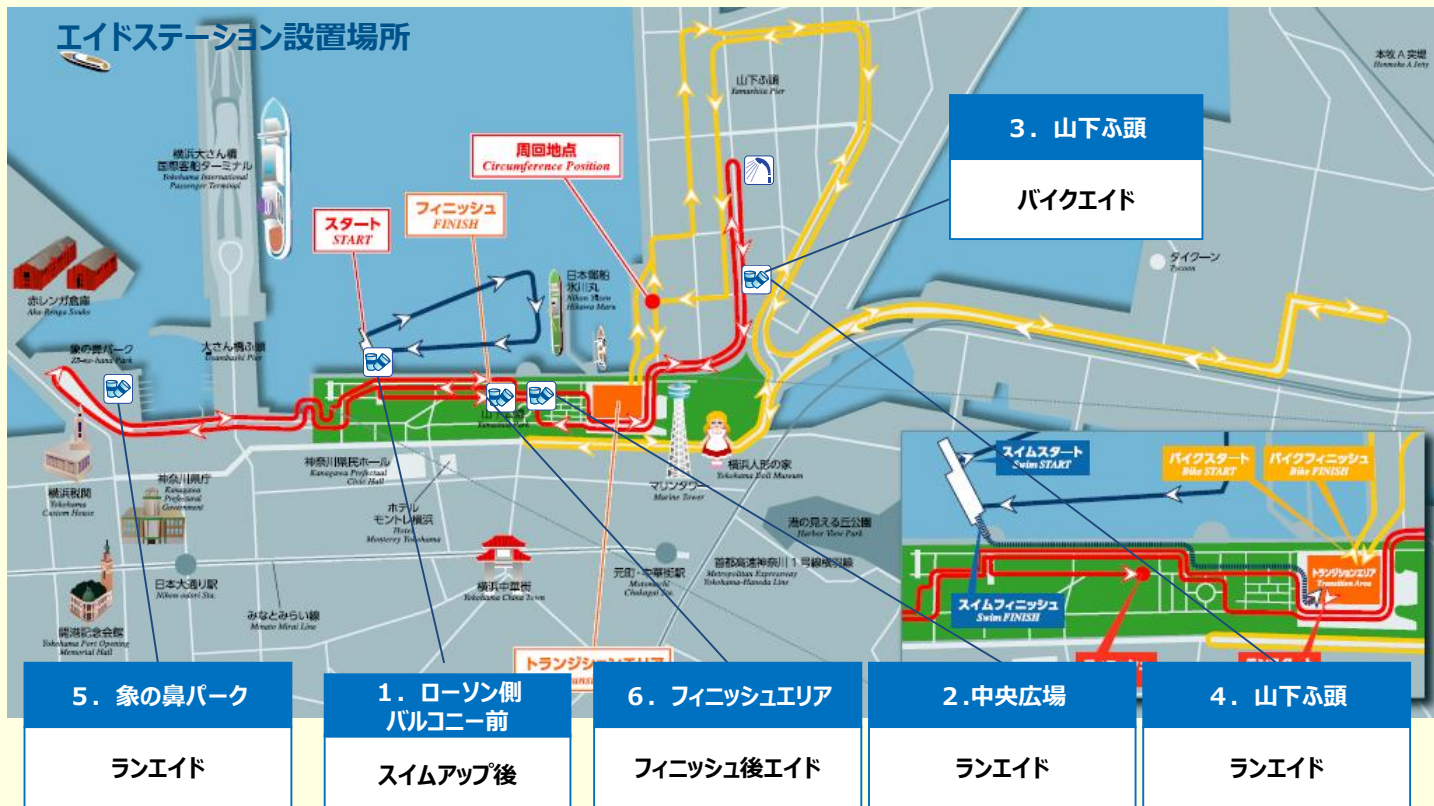 エイドステーション設置場所
本牧A突堤
Honmoku A Jetty
山下ふ頭
Yamashita Pier
3．山下ふ頭
バイクエイド
周回地点
Circumference Position
横浜大さん橋
国際客船ターミナル
Yokohama International
Passenger Terminal
スタート
START
フィニッシュ
FINISH
タイクーン
Tycoon
日本郵船
氷川丸
Nihon Yusen
Hikawa Maru
赤レンガ倉庫
Aka-Renga Souko
象の鼻パーク
Zō-no-hana Park
大さん橋ふ頭
Osanbashi Pier
山下公園
Yamashita Park
神奈川県民ホール
Kanagawa Prefectual
Civic Hall
マリンタワー
Marine Tower
横浜人形の家
Yokohama Doll Museum
港の見える丘公園
Harbor View Park
横浜税関
Yokohama
Custom House
神奈川県庁
Kanagawa
Prefectural
Government
ホテル
モントレ横浜
Hotel
Monterey Yokohama
横浜中華街
Yokohama China Town
元町・中華街駅
Motomachi
Chukagai Sta.
首都高速神奈川1号線横羽線
Metropolitan Expressway
Yokohama-Haneda Line
日本大通り駅
Nihon-odori Sta.
みなとみらい線
Minato Mirai Line
開港記念会館
Yokohama Port Opening
Memorial Hall
スイムスタート
Swim START
バイクスタート
Bike START
バイクフィニッシュ
Bike FINISH
トランジションエリア
Transition Area
スイムフィニッシュ
Swim FINISH
トランジションエリア
5．象の鼻パーク
ランエイド
1．ローソン側
バルコニー前
スイムアップ後
6．フィニッシュエリア
フィニッシュ後エイド
2.中央広場
ランエイド
4．山下ふ頭
ランエイド